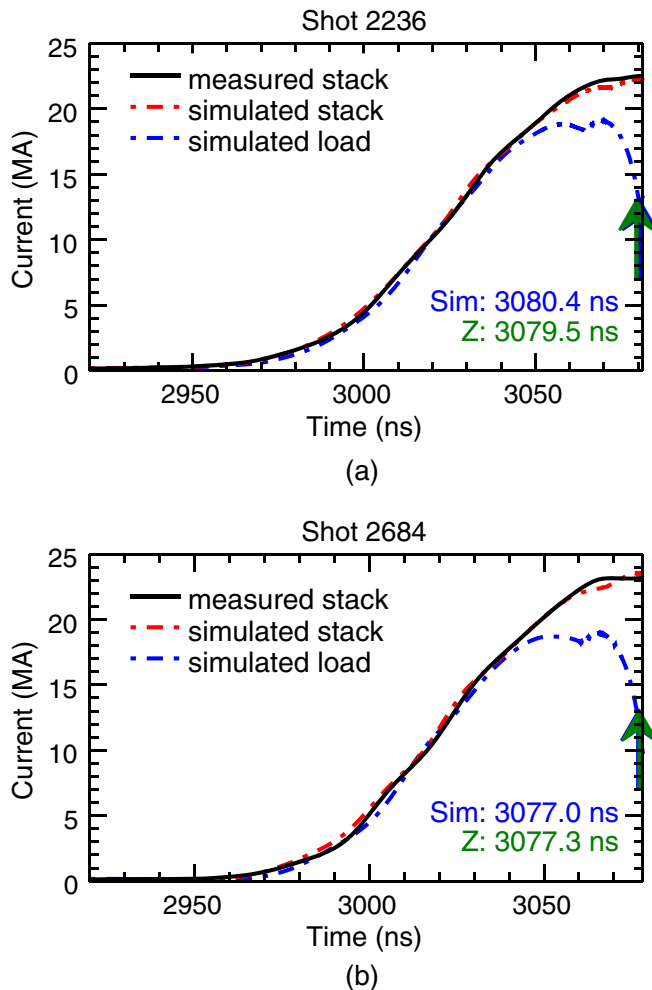 Shot 2236
25
20
15
10
5
0
Current (MA)
measured stack
simulated stack
simulated load
Sim: 3080.4 ns
Z: 3079.5 ns
2950
3000
3050
Time (ns)
(a)
Shot 2684
25
20
15
10
5
0
Current (MA)
measured stack
simulated stack
simulated load
Sim: 3077.0 ns
Z: 3077.3 ns
2950
3000
3050
Time (ns)
(b)